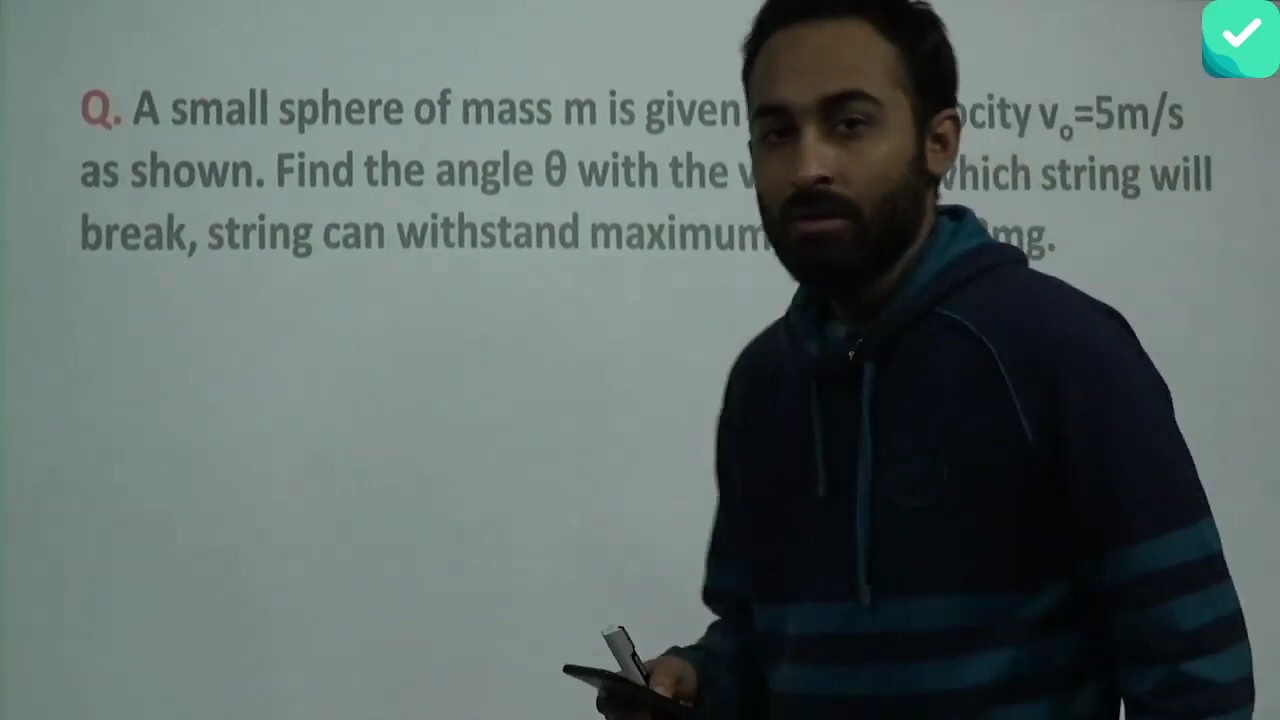 Q. A small sphere of mass m is given ocity vo=5m/s
as shown. Find the angle θ with the which string will
break, string can withstand maximum mg.